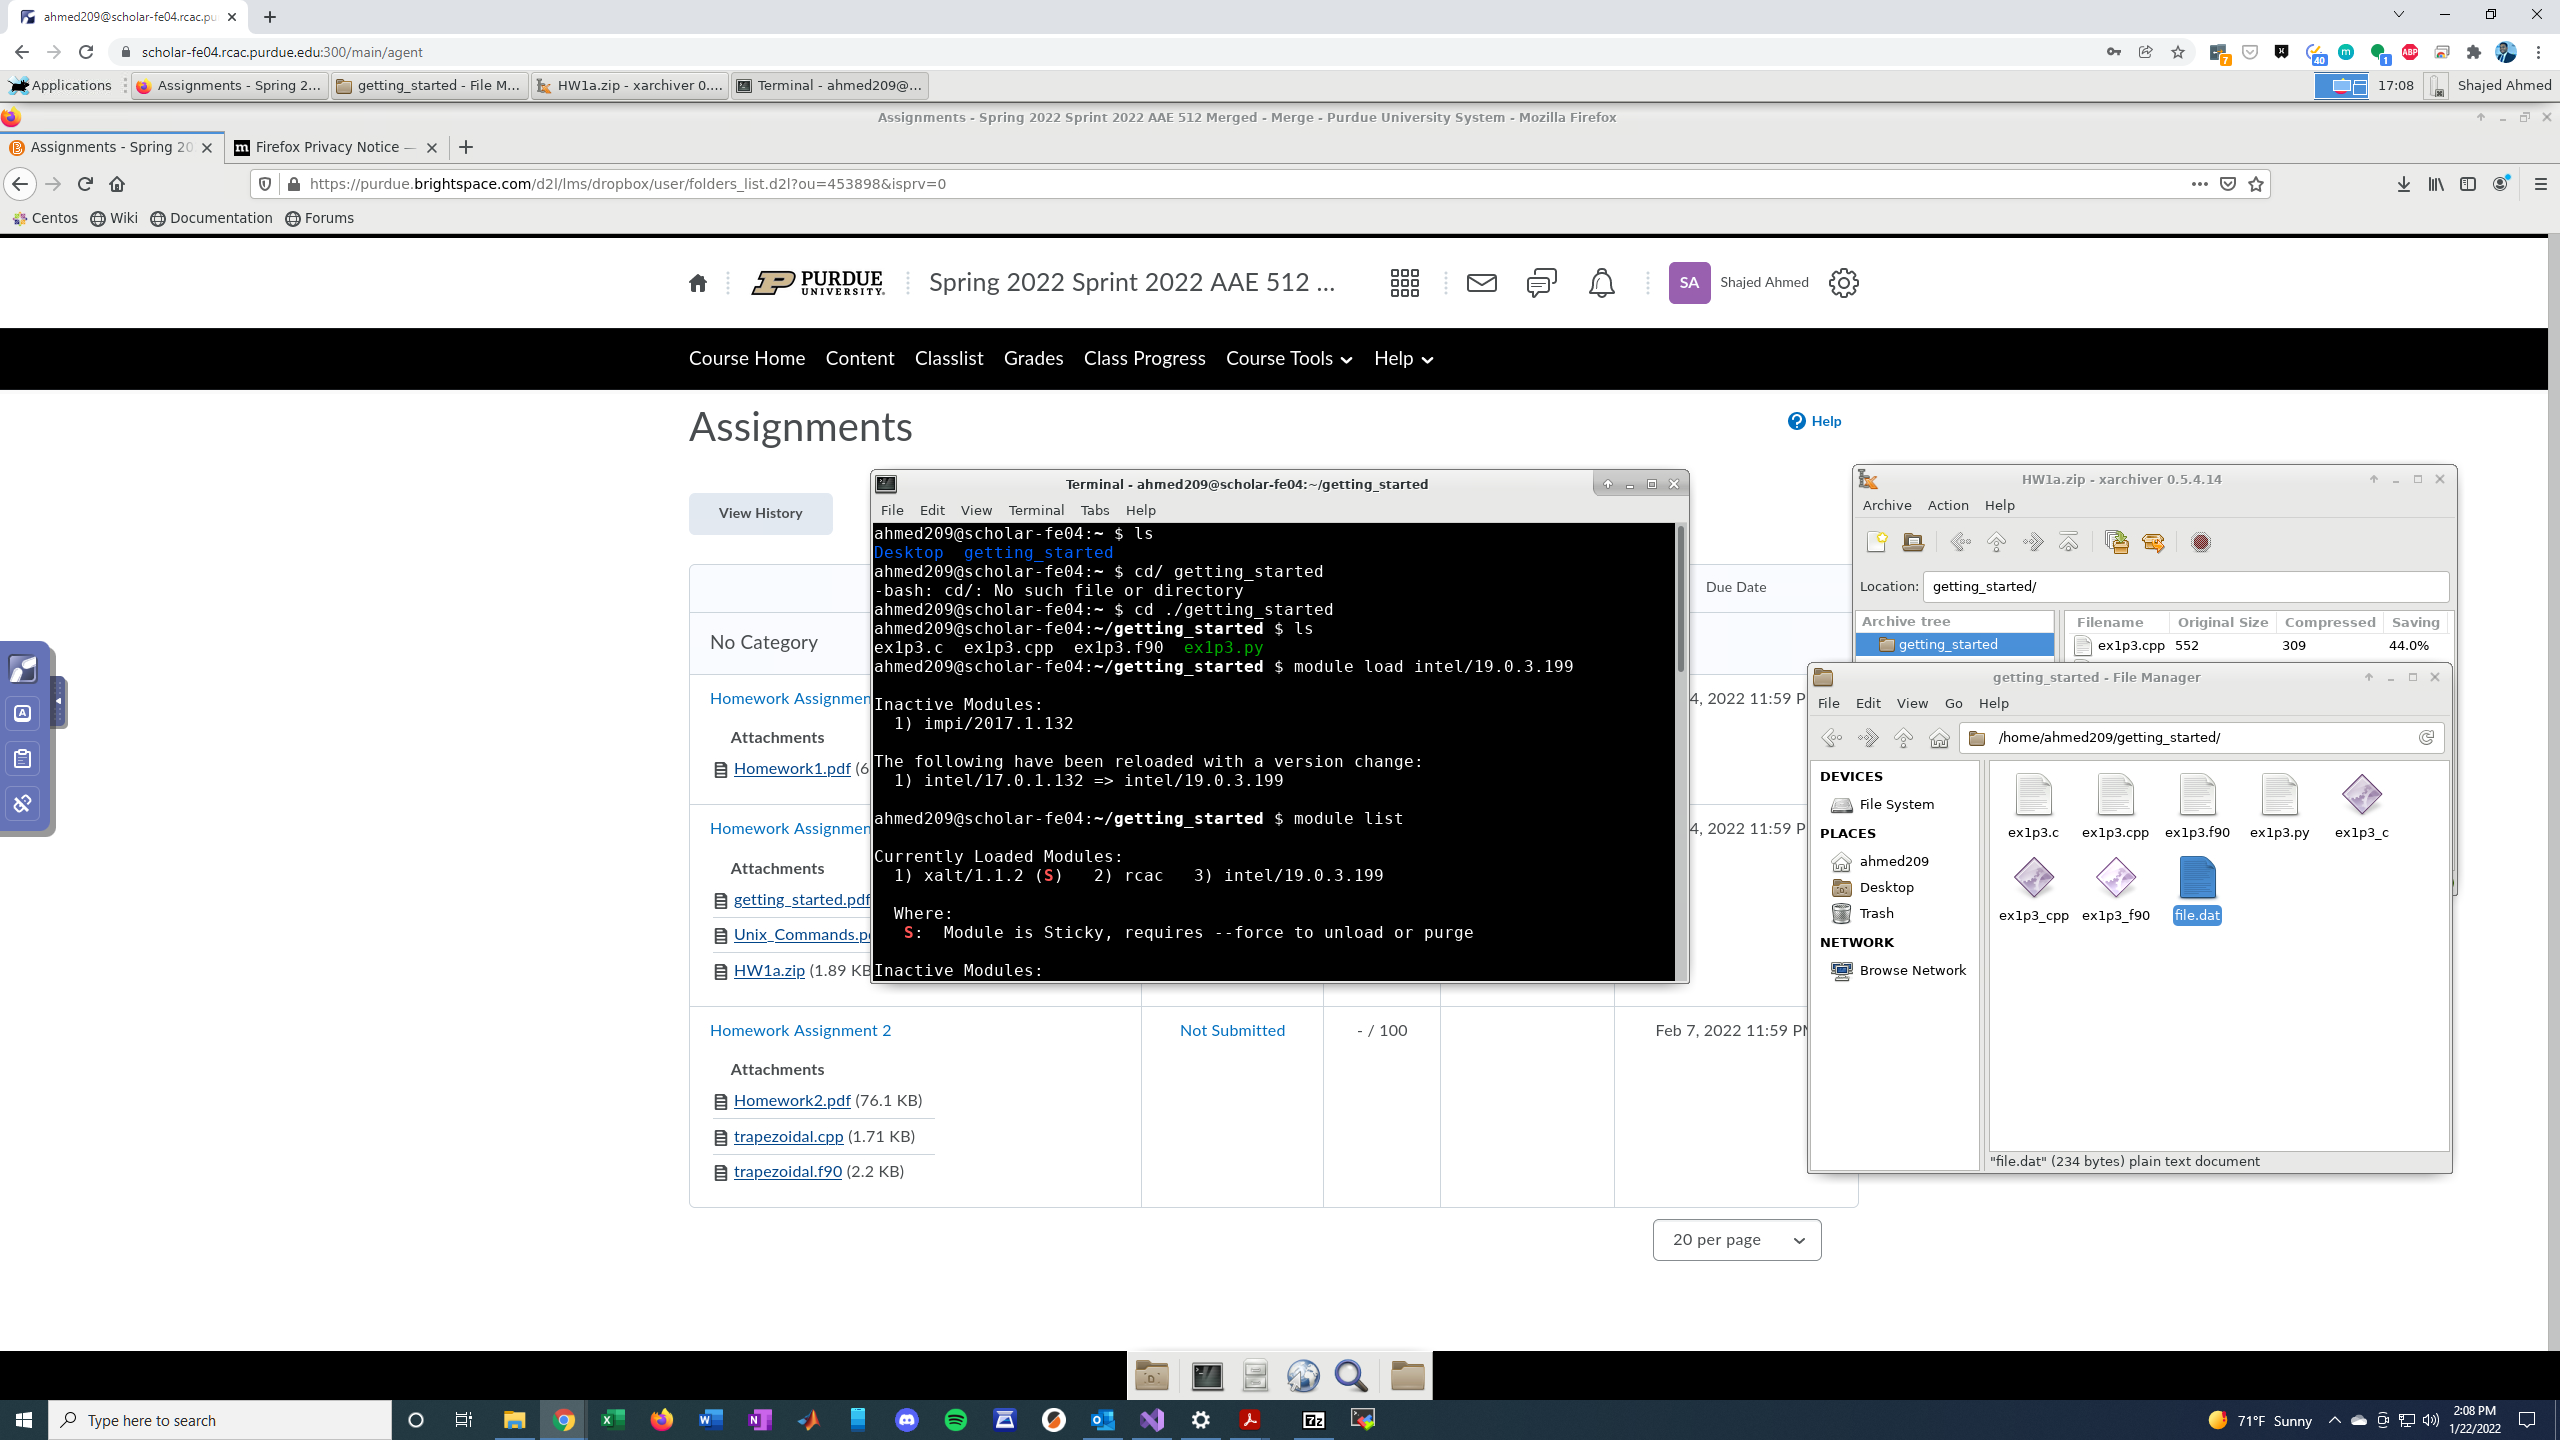 ahmed209@scholar-fe04.rcac.pu
scholar-fe04.rcac.purdue.edu:300/main/agent
7
40
1
ABP
Applications
Assignments - Spring 2...
getting_started - File M...
HW1a.zip - xarchiver 0....
Terminal - ahmed209@...
17:08
Shajed Ahmed
Assignments - Spring 2022 Sprint 2022 AAE 512 Merged - Merge - Purdue University System - Mozilla Firefox
Assignments - Spring 20
Firefox Privacy Notice —
https://purdue.brightspace.com/d2l/lms/dropbox/user/folders_list.d2l?ou=453898&isprv=0
Centos
Wiki
Documentation
Forums
PURDUE
UNIVERSITY
Spring 2022 Sprint 2022 AAE 512 ...
SA
Shajed Ahmed
Course Home
Content
Classlist
Grades
Class Progress
Course Tools
Help
Assignments
Help
View History
Due Date
No Category
Homework Assignmen
4, 2022 11:59 P
Attachments
Homework1.pdf (6
Homework Assignmen
4, 2022 11:59 P
Attachments
getting_started.pdf
Unix_Commands.p
HW1a.zip (1.89 KB
Homework Assignment 2
Not Submitted
- / 100
Feb 7, 2022 11:59 PM
Attachments
Homework2.pdf (76.1 KB)
trapezoidal.cpp (1.71 KB)
trapezoidal.f90 (2.2 KB)
20 per page
Terminal - ahmed209@scholar-fe04:~/getting_started
File Edit View Terminal Tabs Help
ahmed209@scholar-fe04:~ $ ls
Desktop  getting_started
ahmed209@scholar-fe04:~ $ cd/ getting_started
-bash: cd/: No such file or directory
ahmed209@scholar-fe04:~ $ cd ./getting_started
ahmed209@scholar-fe04:~/getting_started $ ls
ex1p3.c  ex1p3.cpp  ex1p3.f90  ex1p3.py
ahmed209@scholar-fe04:~/getting_started $ module load intel/19.0.3.199
Inactive Modules:
1) impi/2017.1.132
The following have been reloaded with a version change:
1) intel/17.0.1.132 => intel/19.0.3.199
ahmed209@scholar-fe04:~/getting_started $ module list
Currently Loaded Modules:
1) xalt/1.1.2 (S)   2) rcac   3) intel/19.0.3.199
Where:
S:  Module is Sticky, requires --force to unload or purge
Inactive Modules:
HW1a.zip - xarchiver 0.5.4.14
Archive Action Help
Location: getting_started/
Archive tree
Filename Original Size Compressed Saving
getting_started
ex1p3.cpp 552 309 44.0%
getting_started - File Manager
File Edit View Go Help
/home/ahmed209/getting_started/
DEVICES
File System
PLACES
ahmed209
Desktop
Trash
NETWORK
Browse Network
ex1p3.c
ex1p3.cpp
ex1p3.f90
ex1p3.py
ex1p3_c
ex1p3_cpp
ex1p3_f90
file.dat
"file.dat" (234 bytes) plain text document
Type here to search
71°F Sunny
2:08 PM
1/22/2022